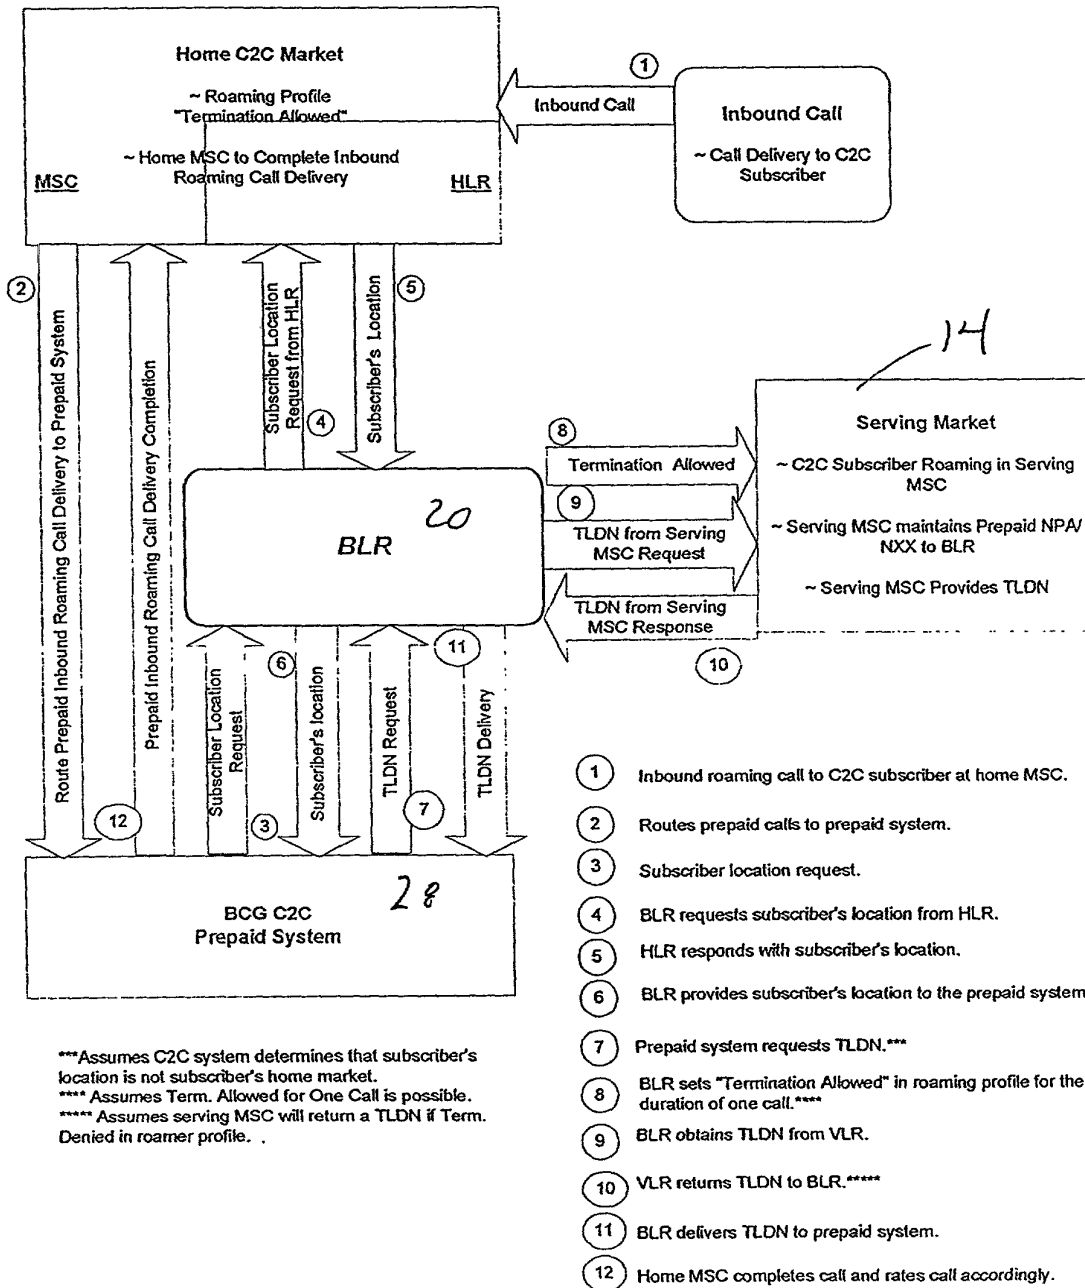 Home C2C Market
~ Roaming Profile
"Termination Allowed"
~ Home MSC to Complete Inbound
Roaming Call Delivery
MSC
HLR
1
Inbound Call
Inbound Call
~ Call Delivery to C2C
Subscriber
2
Route Prepaid Inbound Roaming Call Delivery to Prepaid System
Prepaid Inbound Roaming Call Delivery Completion
Subscriber Location
Request from HLR
4
Subscriber's Location
5
14
Serving Market
~ C2C Subscriber Roaming in Serving
MSC
~ Serving MSC maintains Prepaid NPA/
NXX to BLR
~ Serving MSC Provides TLDN
8
Termination Allowed
9
TLDN from Serving
MSC Request
TLDN from Serving
MSC Response
10
BLR
20
12
Subscriber Location
Request
3
6
Subscriber's location
TLDN Request
7
11
TLDN Delivery
BCG C2C
Prepaid System
28
***Assumes C2C system determines that subscriber's
location is not subscriber's home market.
**** Assumes Term. Allowed for One Call is possible.
***** Assumes serving MSC will return a TLDN if Term.
Denied in roamer profile. .
1 Inbound roaming call to C2C subscriber at home MSC.
2 Routes prepaid calls to prepaid system.
3 Subscriber location request.
4 BLR requests subscriber's location from HLR.
5 HLR responds with subscriber's location.
6 BLR provides subscriber's location to the prepaid system
7 Prepaid system requests TLDN.***
8 BLR sets "Termination Allowed" in roaming profile for the
duration of one call.****
9 BLR obtains TLDN from VLR.
10 VLR returns TLDN to BLR.*****
11 BLR delivers TLDN to prepaid system.
12 Home MSC completes call and rates call accordingly.